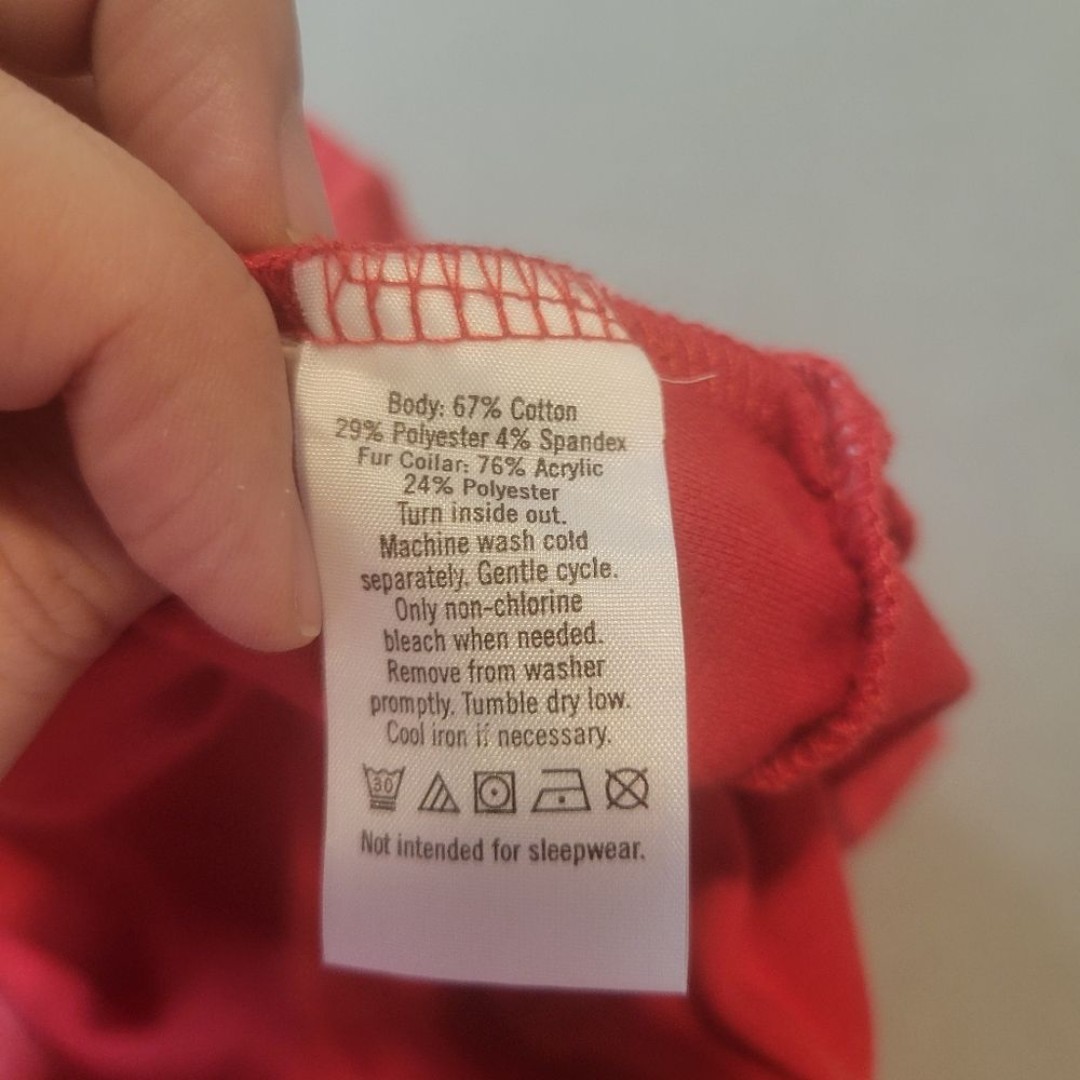 Body: 67% Cotton
29% Polyester 4% Spandex
Fur Collar: 76% Acrylic
24% Polyester
Turn inside out.
Machine wash cold
separately. Gentle cycle.
Only non-chlorine
bleach when needed.
Remove from washer
promptly. Tumble dry low.
Cool iron if necessary.
30
Not intended for sleepwear.